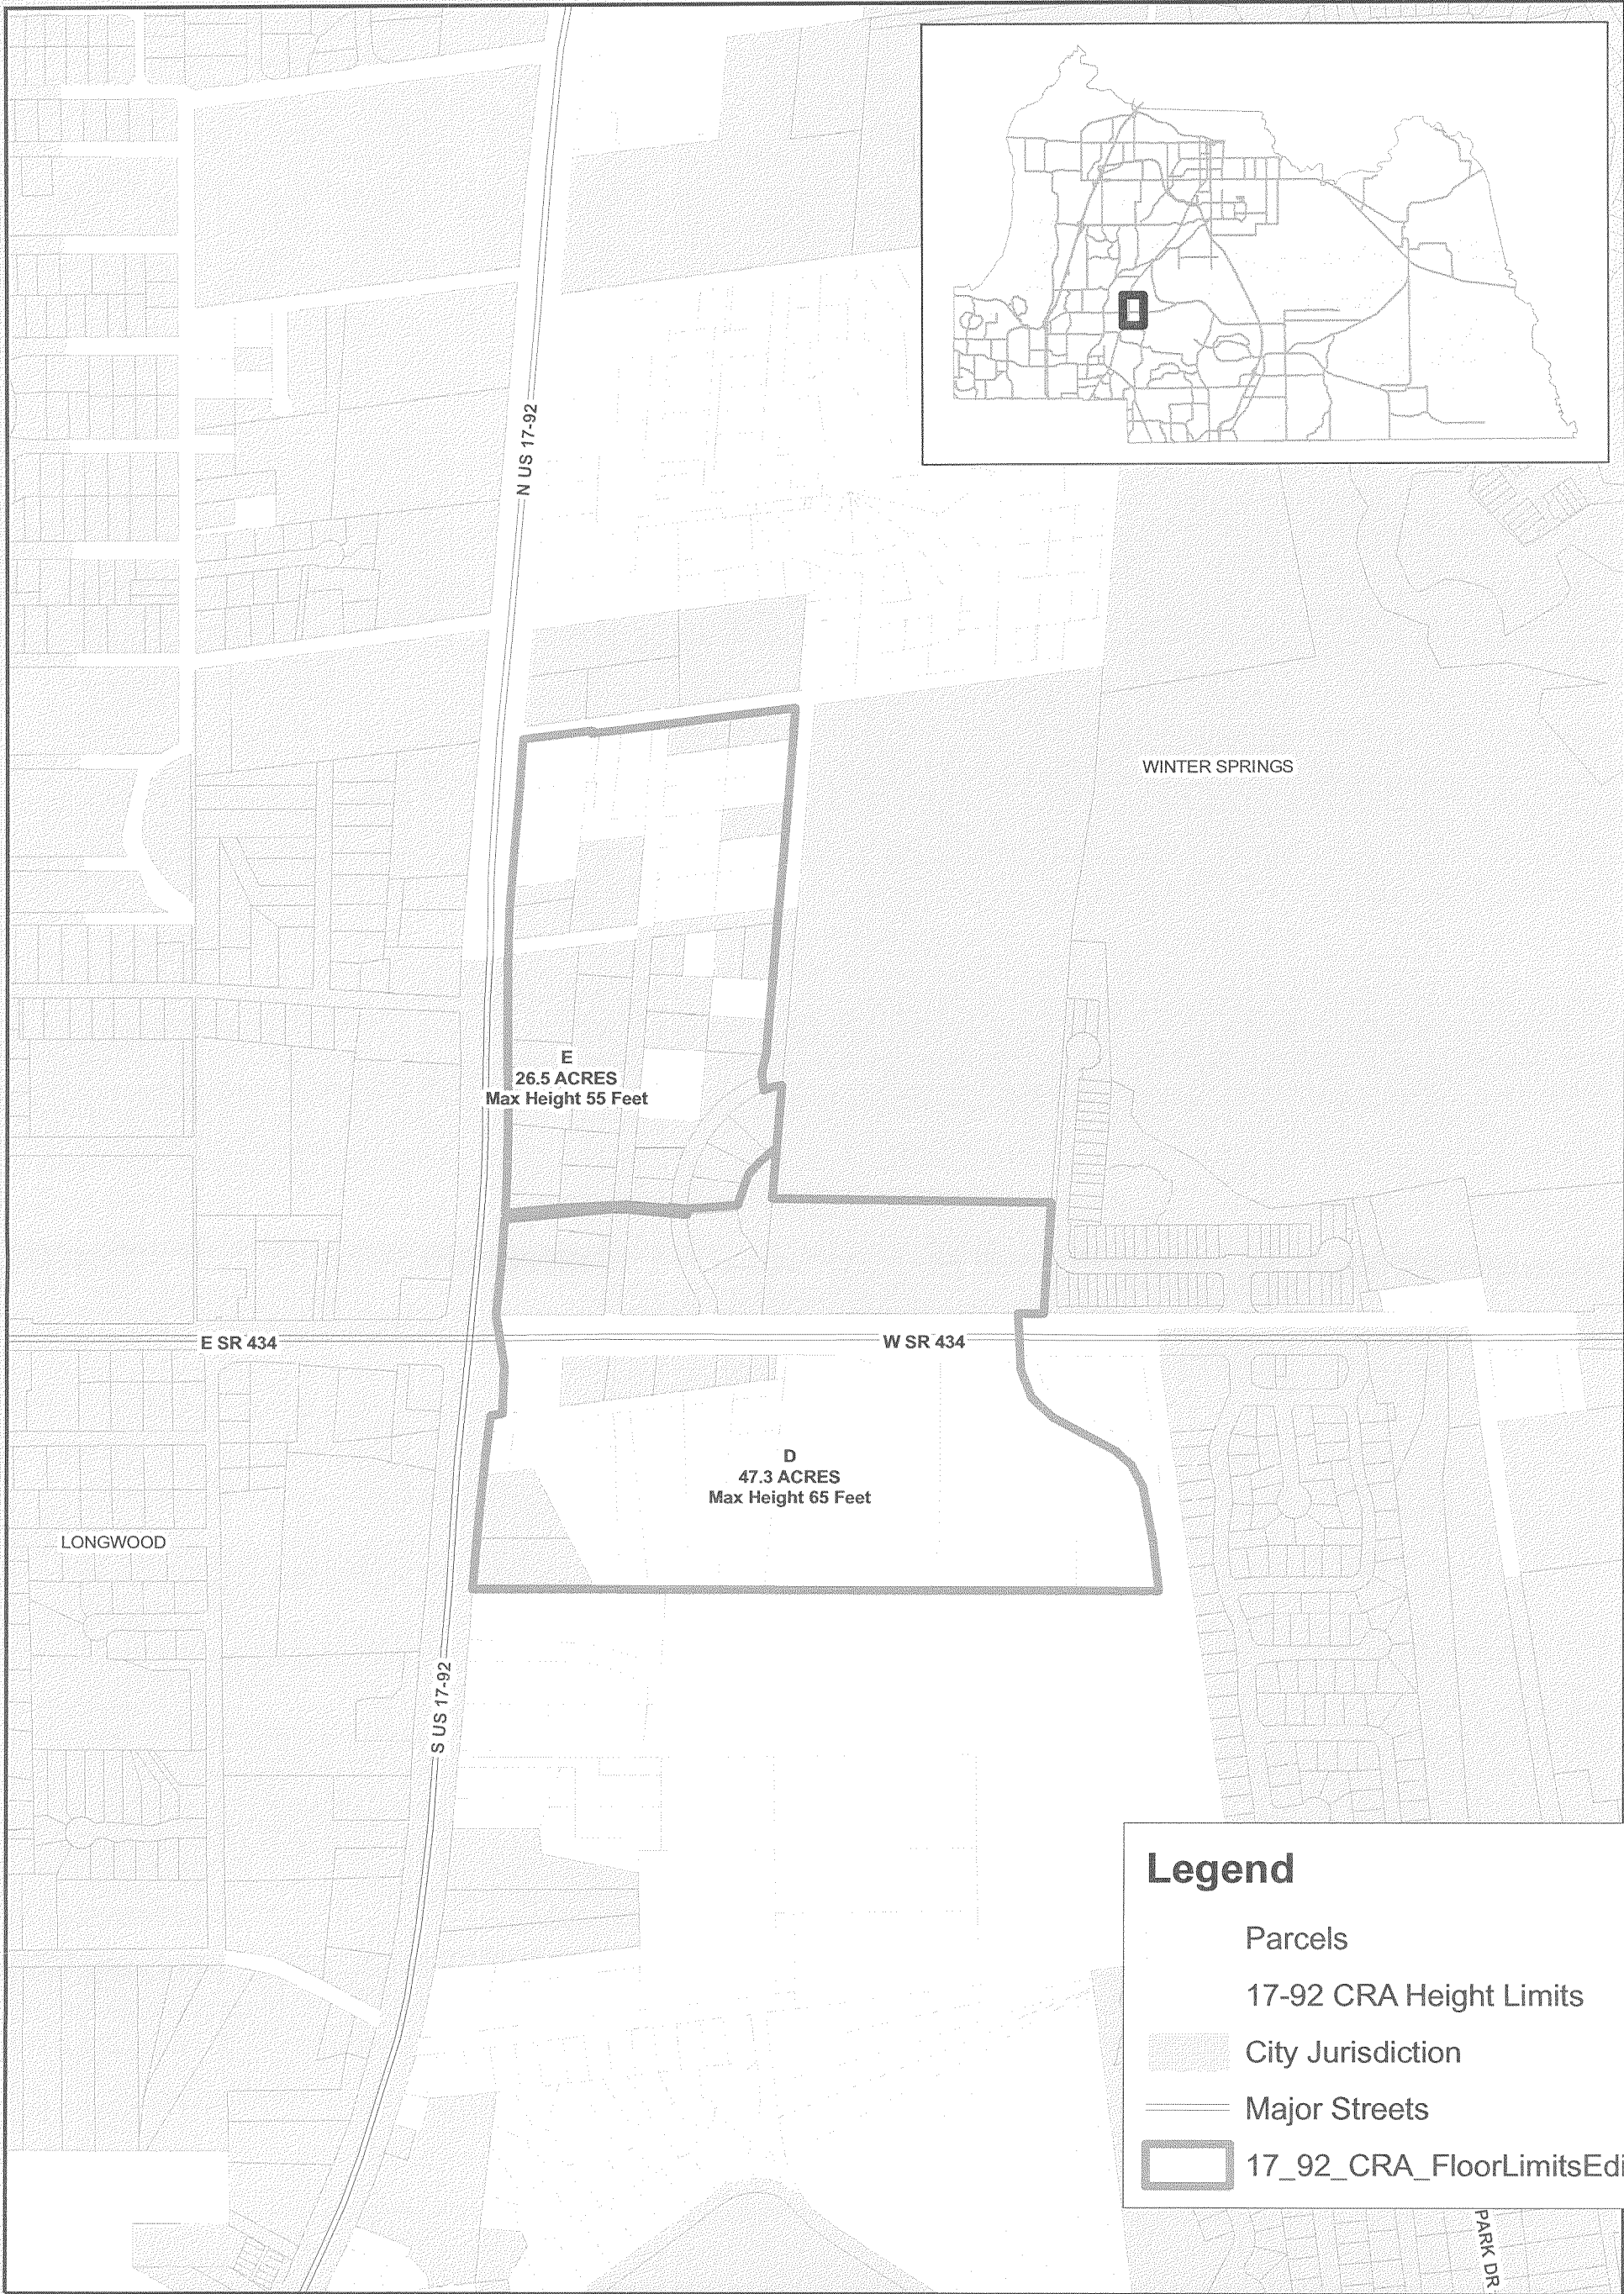 N US 17-92
WINTER SPRINGS
E
26.5 ACRES
Max Height 55 Feet
E SR 434
W SR 434
D
47.3 ACRES
Max Height 65 Feet
LONGWOOD
S US 17-92
Legend
Parcels
17-92 CRA Height Limits
City Jurisdiction
Major Streets
17_92_CRA_FloorLimitsEdi
PARK DR